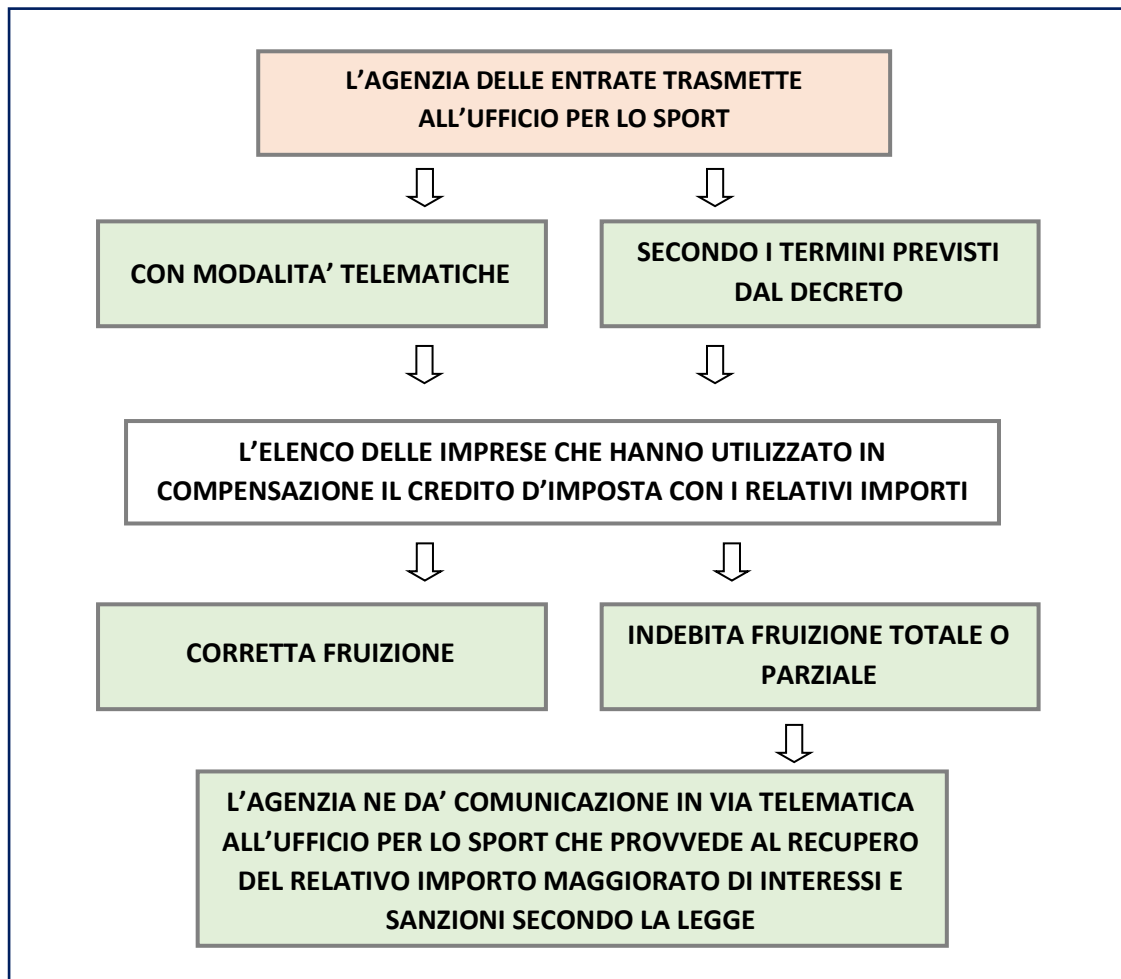 L’AGENZIA DELLE ENTRATE TRASMETTE
ALL’UFFICIO PER LO SPORT
CON MODALITA’ TELEMATICHE
SECONDO I TERMINI PREVISTI
DAL DECRETO
L’ELENCO DELLE IMPRESE CHE HANNO UTILIZZATO IN
COMPENSAZIONE IL CREDITO D’IMPOSTA CON I RELATIVI IMPORTI
CORRETTA FRUIZIONE
INDEBITA FRUIZIONE TOTALE O
PARZIALE
L’AGENZIA NE DA’ COMUNICAZIONE IN VIA TELEMATICA
ALL’UFFICIO PER LO SPORT CHE PROVVEDE AL RECUPERO
DEL RELATIVO IMPORTO MAGGIORATO DI INTERESSI E
SANZIONI SECONDO LA LEGGE